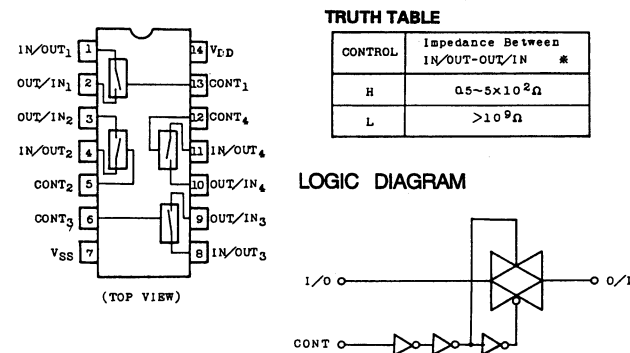 TRUTH TABLE
CONTROL Impedance Between IN/OUT-OUT/IN *
H 0.5~5×10²Ω
L >10⁹Ω
IN/OUT1 1
OUT/IN1 2
OUT/IN2 3
IN/OUT2 4
CONT2 5
CONT3 6
VSS 7
14 VDD
13 CONT1
12 CONT4
11 IN/OUT4
10 OUT/IN4
9 OUT/IN3
8 IN/OUT3
(TOP VIEW)
LOGIC DIAGRAM
I/O
O/I
CONT